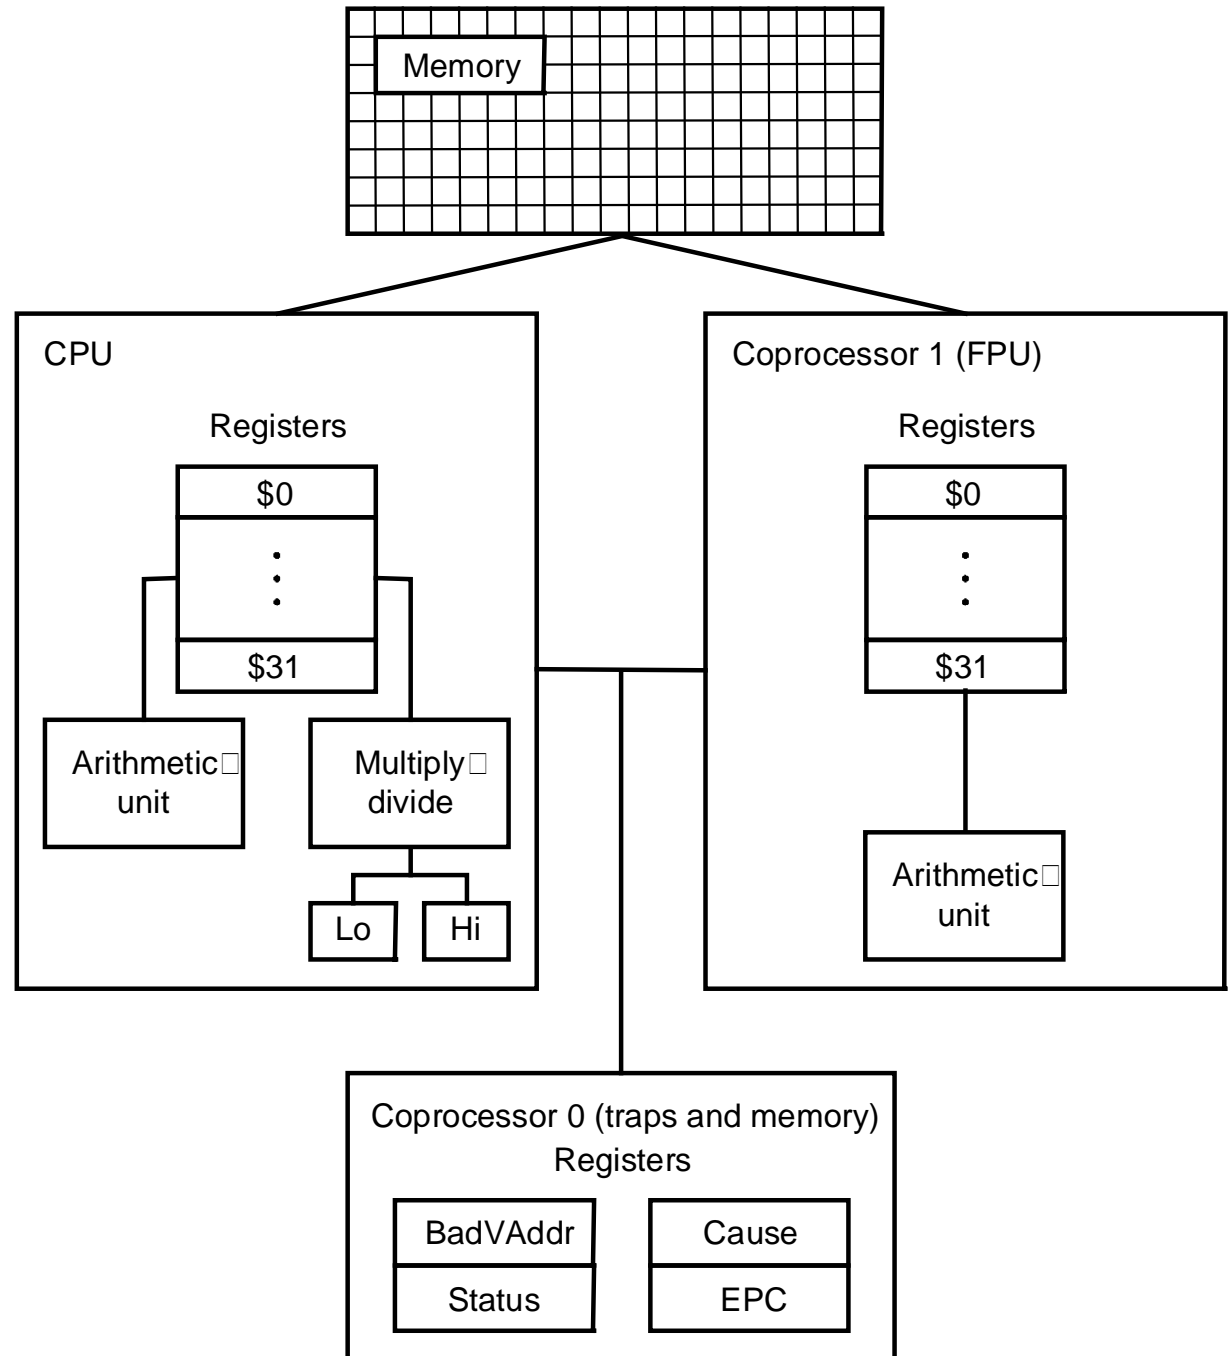 Memory
CPU
Registers
$0
$31
Arithmetic
unit
Multiply
divide
Lo
Hi
Coprocessor 1 (FPU)
Registers
$0
$31
Arithmetic
unit
Coprocessor 0 (traps and memory)
Registers
BadVAddr
Cause
Status
EPC